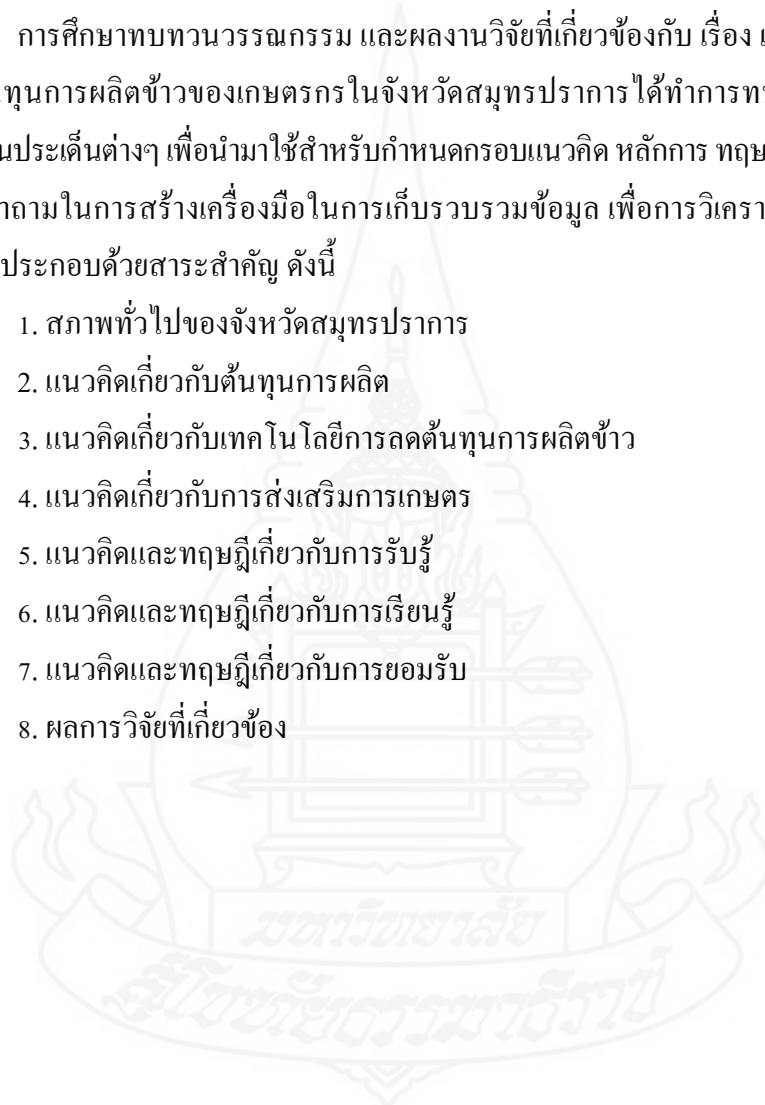 การศึกษาทบทวนวรรณกรรม และผลงานวิจัยที่เกี่ยวข้องกับ เรื่อง
ทุนการผลิตข้าวของเกษตรกรในจังหวัดสมุทรปราการ ได้ทำการ
ประเด็นต่างๆ เพื่อนำมาใช้สำหรับกำหนดกรอบแนวคิด หลักการ
ถามในการสร้างเครื่องมือในการเก็บรวบรวมข้อมูล เพื่อการ
ประกอบด้วยสาระสำคัญ ดังนี้
1. สภาพทั่วไปของจังหวัดสมุทรปราการ
2. แนวคิดเกี่ยวกับต้นทุนการผลิต
3. แนวคิดเกี่ยวกับเทคโนโลยีการลดต้นทุนการผลิตข้าว
4. แนวคิดเกี่ยวกับการส่งเสริมการเกษตร
5. แนวคิดและทฤษฎีเกี่ยวกับการรับรู้
6. แนวคิดและทฤษฎีเกี่ยวกับการเรียนรู้
7. แนวคิดและทฤษฎีเกี่ยวกับการยอมรับ
8. ผลการวิจัยที่เกี่ยวข้อง
มหาวิทยาลัย
สุโขทัยธรรมาธิราช